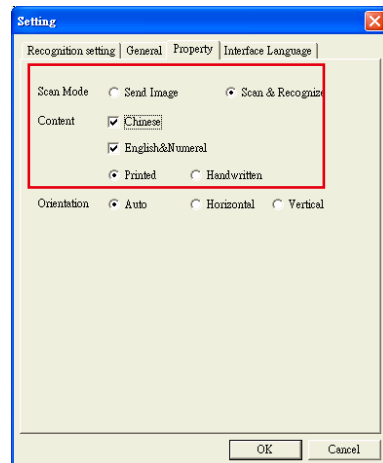 Setting
Recognition setting General Property Interface Language
Scan Mode Send Image Scan & Recognize
Content Chinese
English&Numeral
Printed Handwritten
Orientation Auto Horizontal Vertical
OK Cancel